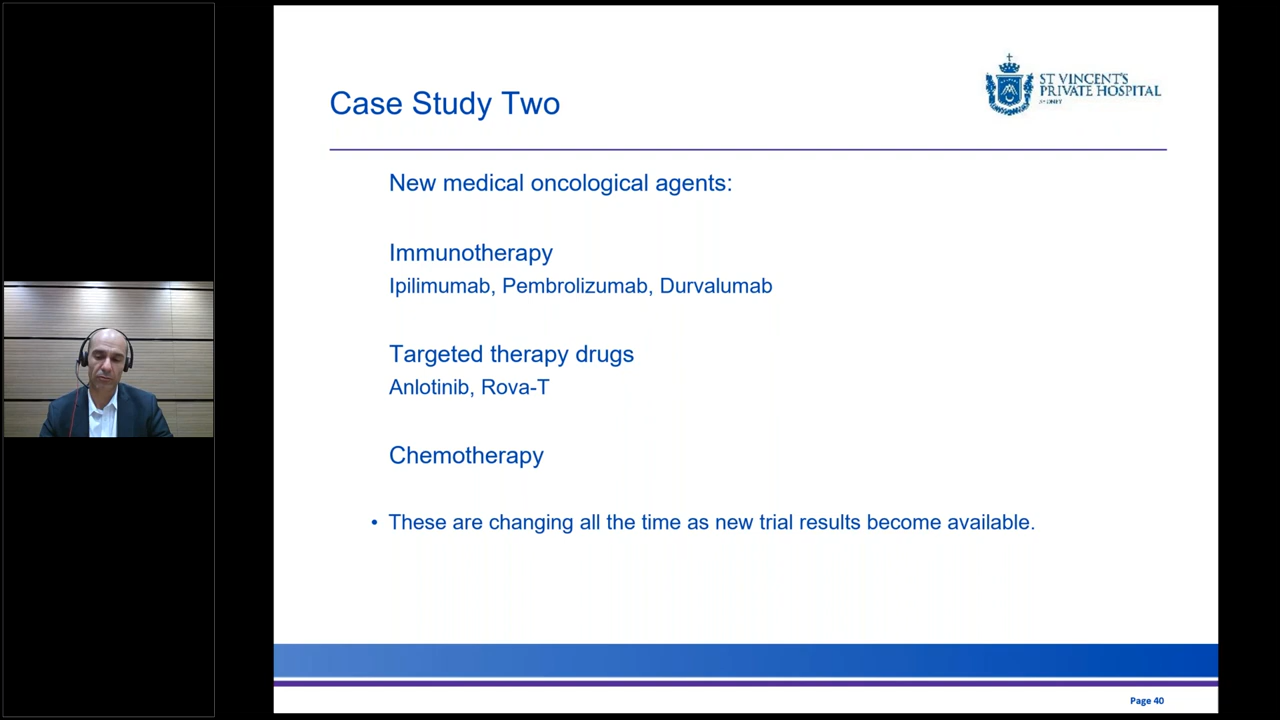 Case Study Two
ST VINCENT'S
PRIVATE HOSPITAL
SYDNEY
New medical oncological agents:
Immunotherapy
Ipilimumab, Pembrolizumab, Durvalumab
Targeted therapy drugs
Anlotinib, Rova-T
Chemotherapy
• These are changing all the time as new trial results become available.
Page 40